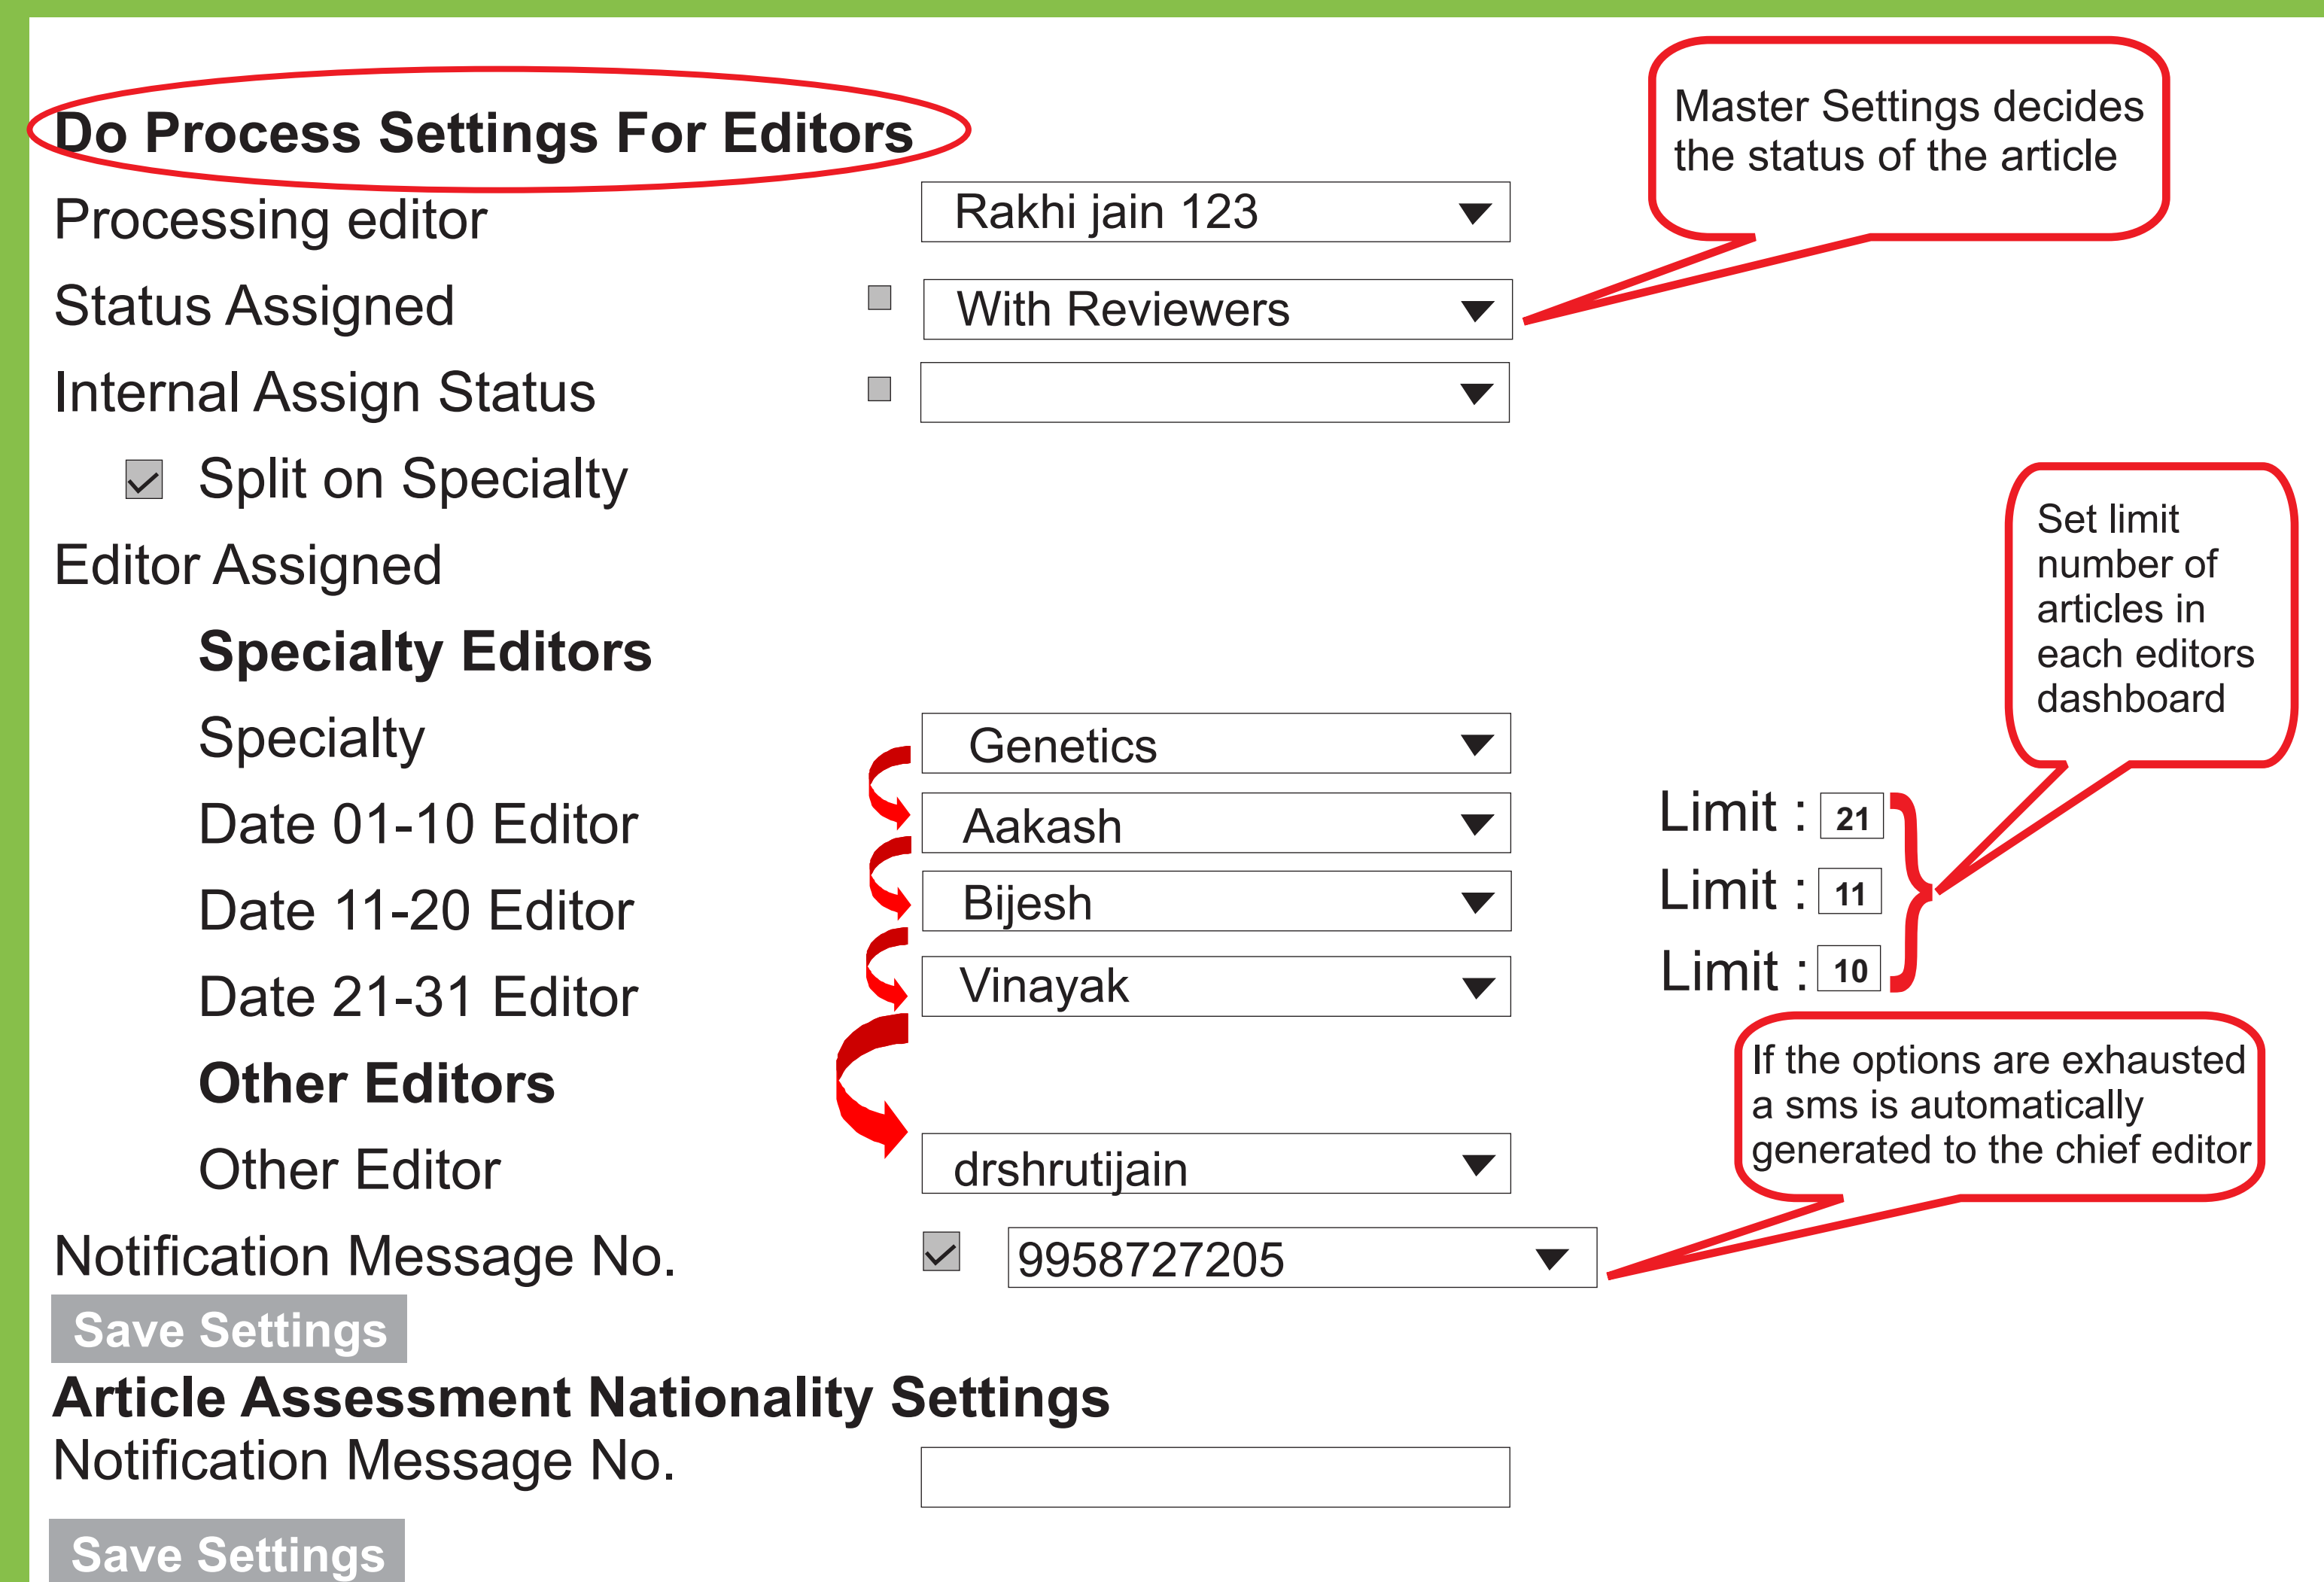 Master Settings decides
the status of the article
Do Process Settings For Editors
Processing editor Rakhi jain 123
Status Assigned With Reviewers
Internal Assign Status
Split on Specialty
Editor Assigned
Set limit
number of
articles in
each editors
dashboard
Specialty Editors
Specialty Genetics
Date 01-10 Editor Aakash Limit : 21
Date 11-20 Editor Bijesh Limit : 11
Date 21-31 Editor Vinayak Limit : 10
Other Editors
If the options are exhausted
a sms is automatically
generated to the chief editor
Other Editor drshrutijain
Notification Message No. 9958727205
Save Settings
Article Assessment Nationality Settings
Notification Message No.
Save Settings